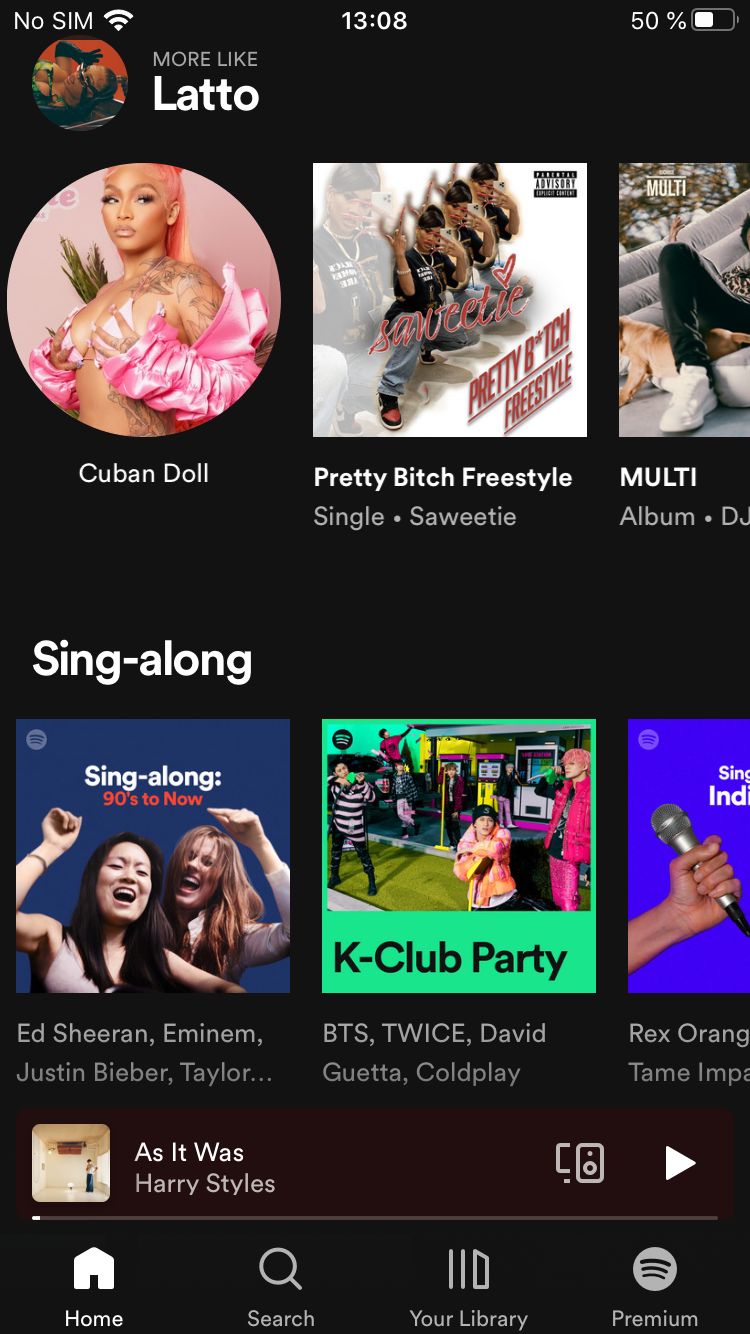 No SIM 13:08 50 %
MORE LIKE
Latto
PARENTAL
ADVISORY
EXPLICIT CONTENT
MULTI
saweetie
PRETTY B*TCH
FREESTYLE
Cuban Doll
Pretty Bitch Freestyle
MULTI
Single • Saweetie
Album • DJ
Sing-along
Sing-along:
90's to Now
Sing
Indi
K-Club Party
Ed Sheeran, Eminem,
Justin Bieber, Taylor...
BTS, TWICE, David
Guetta, Coldplay
Rex Orang
Tame Impa
As It Was
Harry Styles
Home
Search
Your Library
Premium